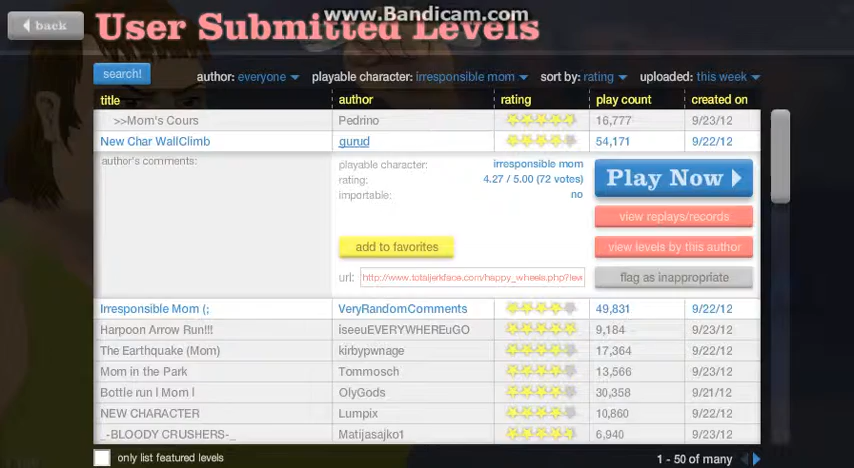 www.Bandicam.com
back
User Submitted Levels
search!
author: everyone playable character: irresponsible mom sort by: rating uploaded: this week
title author rating play count created on
>>Mom's Cours Pedrino 16,777 9/23/12
New Char WallClimb gurud 54,171 9/22/12
author's comments:
playable character: irresponsible mom
rating: 4.27 / 5.00 (72 votes)
importable: no
Play Now
view replays/records
add to favorites
view levels by this author
url: http://www.totaljerkface.com/happy_wheels.php?lev
flag as inappropriate
Irresponsible Mom (; VeryRandomComments 49,831 9/22/12
Harpoon Arrow Run!!! iseeuEVERYWHEREuGO 9,184 9/23/12
The Earthquake (Mom) kirbypwnage 17,364 9/22/12
Mom in the Park Tommosch 13,566 9/23/12
Bottle run | Mom | OlyGods 30,358 9/21/12
NEW CHARACTER Lumpix 10,860 9/22/12
_-BLOODY CRUSHERS-_ Matijasajko1 6,940 9/23/12
only list featured levels
1 - 50 of many